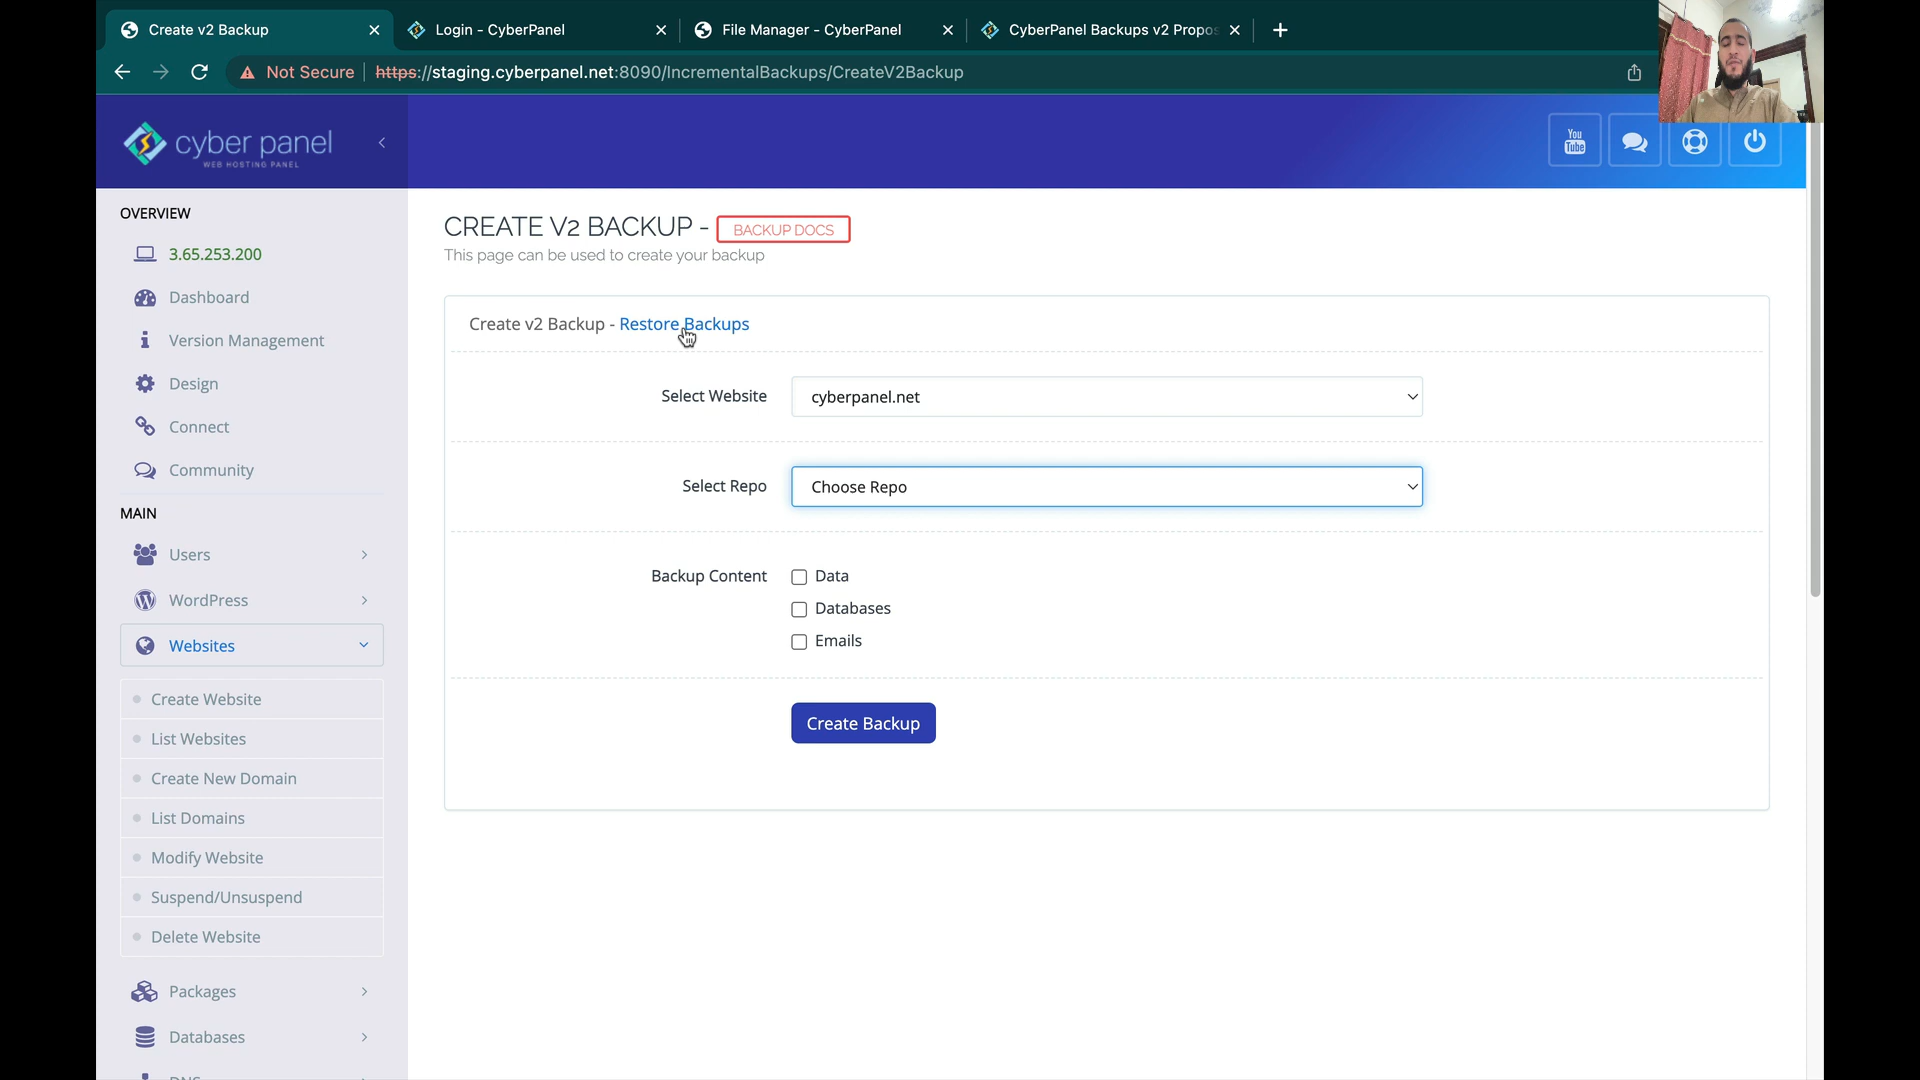 Create v2 Backup
Login - CyberPanel
File Manager - CyberPanel
CyberPanel Backups v2 Propos
Not Secure
https://staging.cyberpanel.net:8090/IncrementalBackups/CreateV2Backup
cyber panel
WEB HOSTING PANEL
You
Tube
OVERVIEW
3.65.253.200
Dashboard
Version Management
Design
Connect
Community
MAIN
Users
WordPress
Websites
Create Website
List Websites
Create New Domain
List Domains
Modify Website
Suspend/Unsuspend
Delete Website
Packages
Databases
DNS
CREATE V2 BACKUP - BACKUP DOCS
This page can be used to create your backup
Create v2 Backup - Restore Backups
Select Website
cyberpanel.net
Select Repo
Choose Repo
Backup Content
Data
Databases
Emails
Create Backup